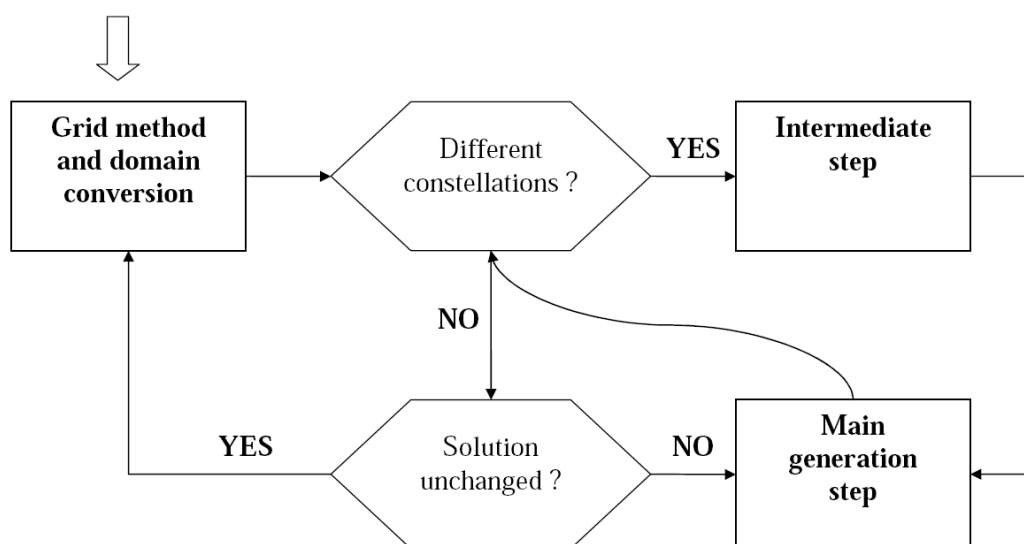 Grid method
and domain
conversion
Different
constellations ?
YES
Intermediate
step
NO
YES
Solution
unchanged ?
NO
Main
generation
step